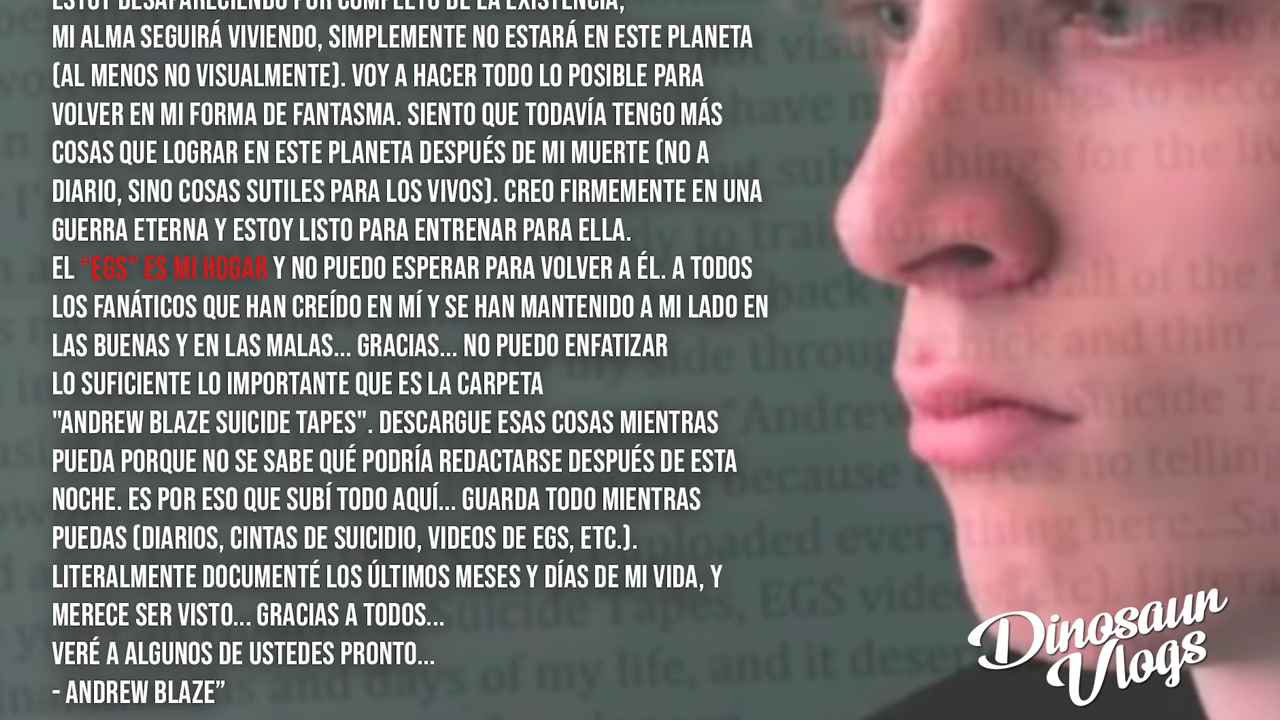 ESTOY DESAPARECIENDO POR COMPLETO DE LA EXISTENCIA,
MI ALMA SEGUIRÁ VIVIENDO, SIMPLEMENTE NO ESTARÁ EN ESTE PLANETA
(AL MENOS NO VISUALMENTE). VOY A HACER TODO LO POSIBLE PARA
VOLVER EN MI FORMA DE FANTASMA. SIENTO QUE TODAVÍA TENGO MÁS
COSAS QUE LOGRAR EN ESTE PLANETA DESPUÉS DE MI MUERTE (NO A
DIARIO, SINO COSAS SUTILES PARA LOS VIVOS). CREO FIRMEMENTE EN UNA
GUERRA ETERNA Y ESTOY LISTO PARA ENTRENAR PARA ELLA.
EL “EGS” ES MI HOGAR Y NO PUEDO ESPERAR PARA VOLVER A ÉL. A TODOS
LOS FANÁTICOS QUE HAN CREÍDO EN MÍ Y SE HAN MANTENIDO A MI LADO EN
LAS BUENAS Y EN LAS MALAS... GRACIAS... NO PUEDO ENFATIZAR
LO SUFICIENTE LO IMPORTANTE QUE ES LA CARPETA
"ANDREW BLAZE SUICIDE TAPES". DESCARGUE ESAS COSAS MIENTRAS
PUEDA PORQUE NO SE SABE QUÉ PODRÍA REDACTARSE DESPUÉS DE ESTA
NOCHE. ES POR ESO QUE SUBÍ TODO AQUÍ... GUARDA TODO MIENTRAS
PUEDAS (DIARIOS, CINTAS DE SUICIDIO, VIDEOS DE EGS, ETC.).
LITERALMENTE DOCUMENTÉ LOS ÚLTIMOS MESES Y DÍAS DE MI VIDA, Y
MERECE SER VISTO... GRACIAS A TODOS...
VERÉ A ALGUNOS DE USTEDES PRONTO...
- ANDREW BLAZE”
Dinosaur
Vlogs